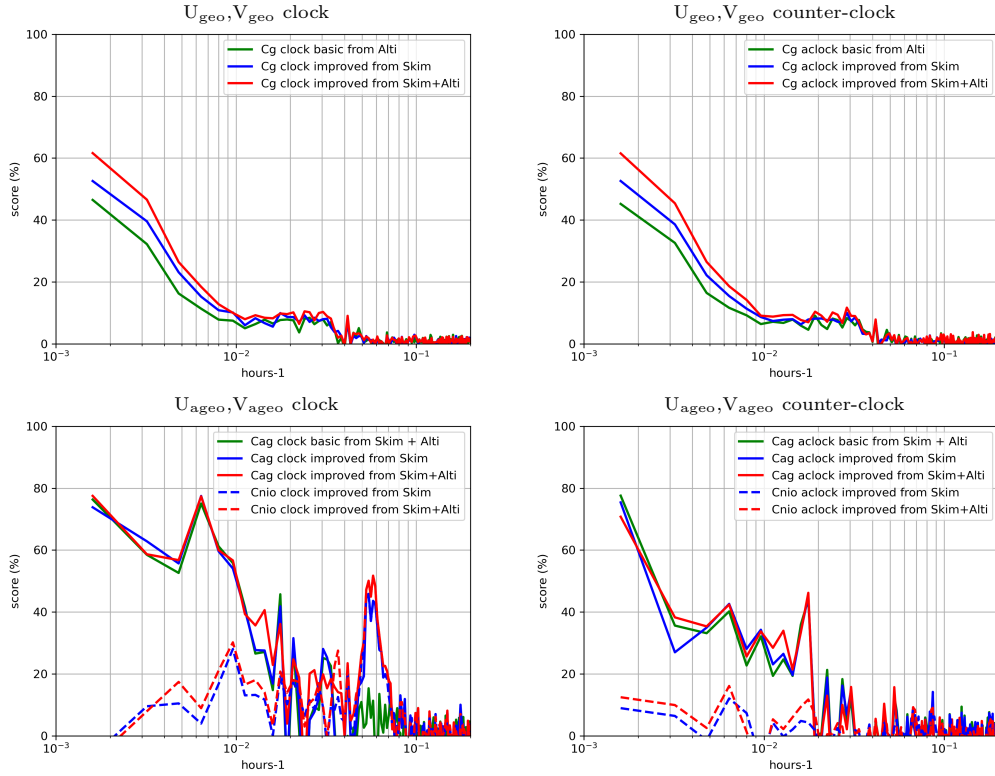 U_geo,V_geo clock
100
80
60
40
20
0
score (%)
Cg clock basic from Alti
Cg clock improved from Skim
Cg clock improved from Skim+Alti
10⁻³
10⁻²
10⁻¹
hours-1
U_geo,V_geo counter-clock
100
80
60
40
20
0
score (%)
Cg aclock basic from Alti
Cg aclock improved from Skim
Cg aclock improved from Skim+Alti
10⁻³
10⁻²
10⁻¹
hours-1
U_ageo,V_ageo clock
100
80
60
40
20
0
score (%)
Cag clock basic from Skim + Alti
Cag clock improved from Skim
Cag clock improved from Skim+Alti
Cnio clock improved from Skim
Cnio clock improved from Skim+Alti
10⁻³
10⁻²
10⁻¹
hours-1
U_ageo,V_ageo counter-clock
100
80
60
40
20
0
score (%)
Cag aclock basic from Skim + Alti
Cag aclock improved from Skim
Cag aclock improved from Skim+Alti
Cnio aclock improved from Skim
Cnio aclock improved from Skim+Alti
10⁻³
10⁻²
10⁻¹
hours-1